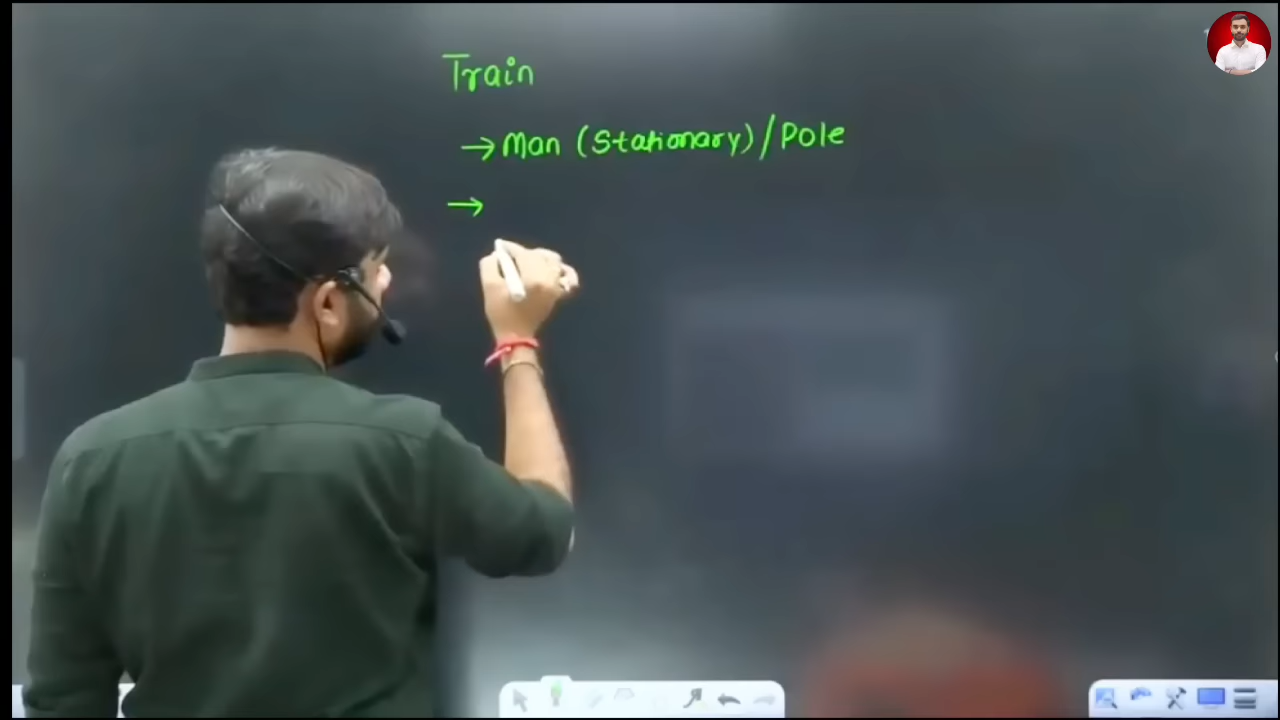 Train
→ Man (Stationary) / Pole
→